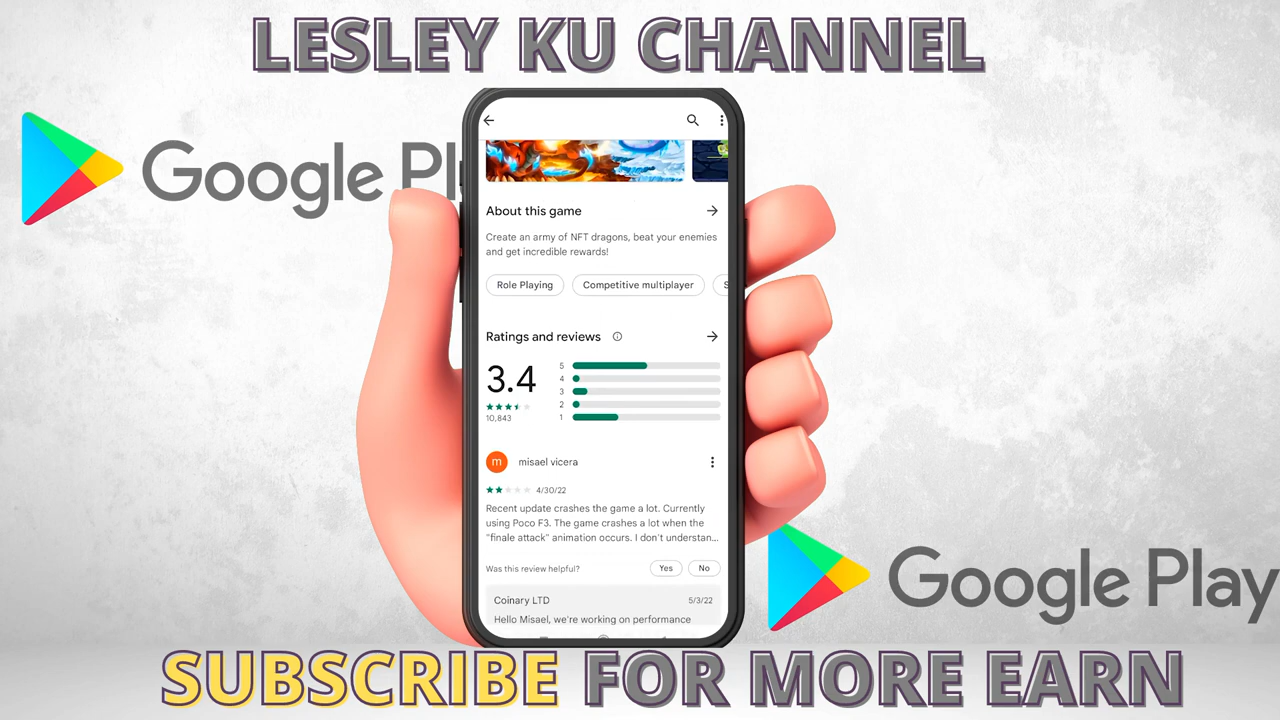 LESLEY KU CHANNEL
Google Pl
About this game
Create an army of NFT dragons, beat your enemies
and get incredible rewards!
Role Playing
Competitive multiplayer
S
Ratings and reviews
3.4
10,843
5
4
3
2
1
m
misael vicera
4/30/22
Recent update crashes the game a lot. Currently
using Poco F3. The game crashes a lot when the
"finale attack" animation occurs. I don't understan...
Was this review helpful?
Yes
No
Coinary LTD
5/3/22
Hello Misael, we're working on performance
Google Play
SUBSCRIBE FOR MORE EARN